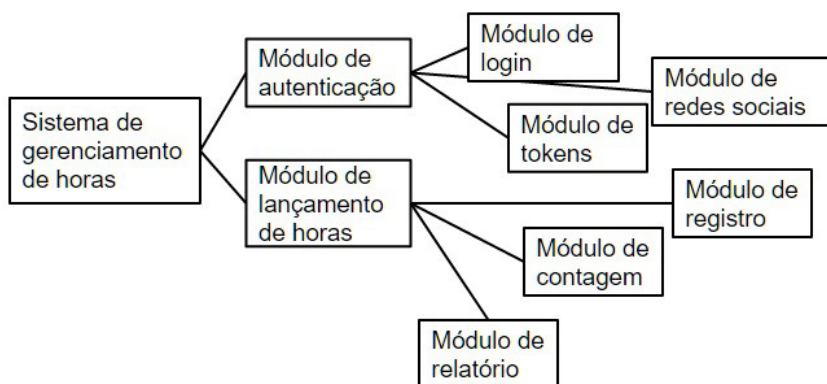 Sistema de
gerenciamento
de horas
Módulo de
autenticação
Módulo de
login
Módulo de
redes sociais
Módulo de
tokens
Módulo de
lançamento
de horas
Módulo de
registro
Módulo de
contagem
Módulo de
relatório